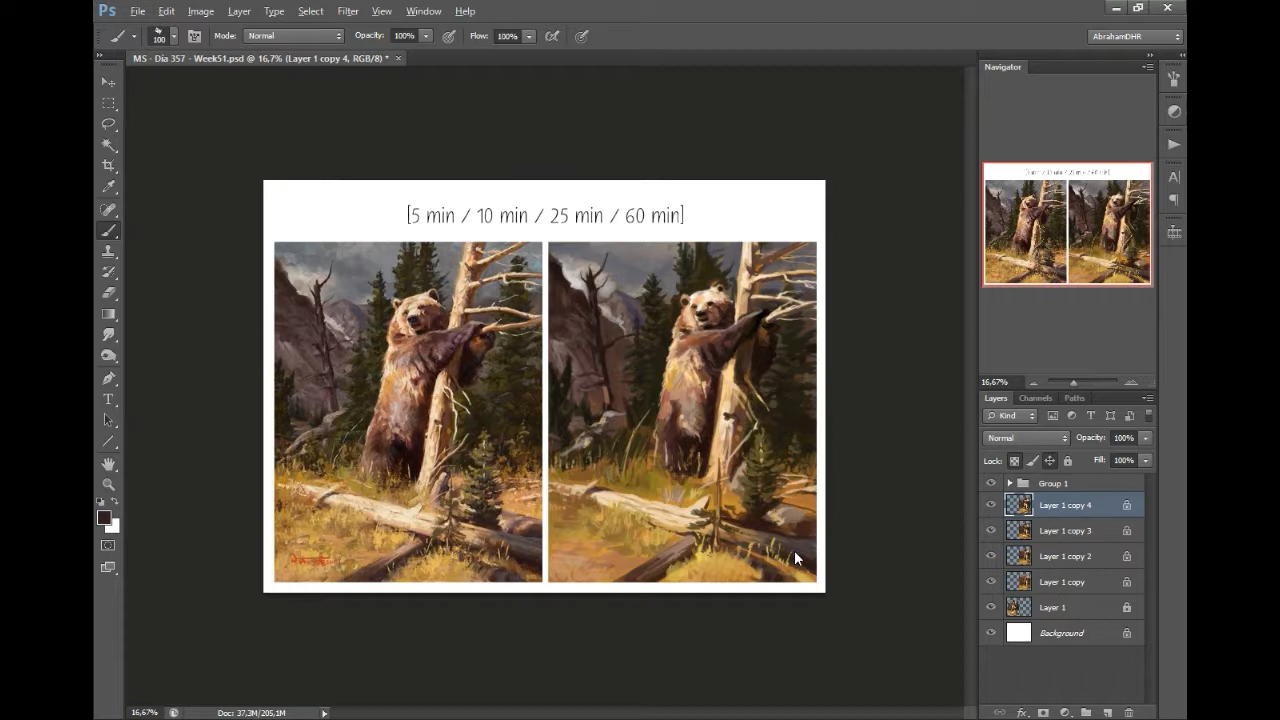 Ps File Edit Image Layer Type Select Filter View Window Help
100 Mode: Normal Opacity: 100% Flow: 100% AbrahamDHR
MS - Día 357 - Week51.psd @ 16,7% (Layer 1 copy 4, RGB/8) * ×
Navigator
[5 min / 10 min / 25 min / 60 min]
16,67%
Layers Channels Paths
Kind
Normal Opacity: 100%
Lock: Fill: 100%
Group 1
Layer 1 copy 4
Layer 1 copy 3
Layer 1 copy 2
Layer 1 copy
Layer 1
Background
16,67% Doc: 37,3M/205,1M